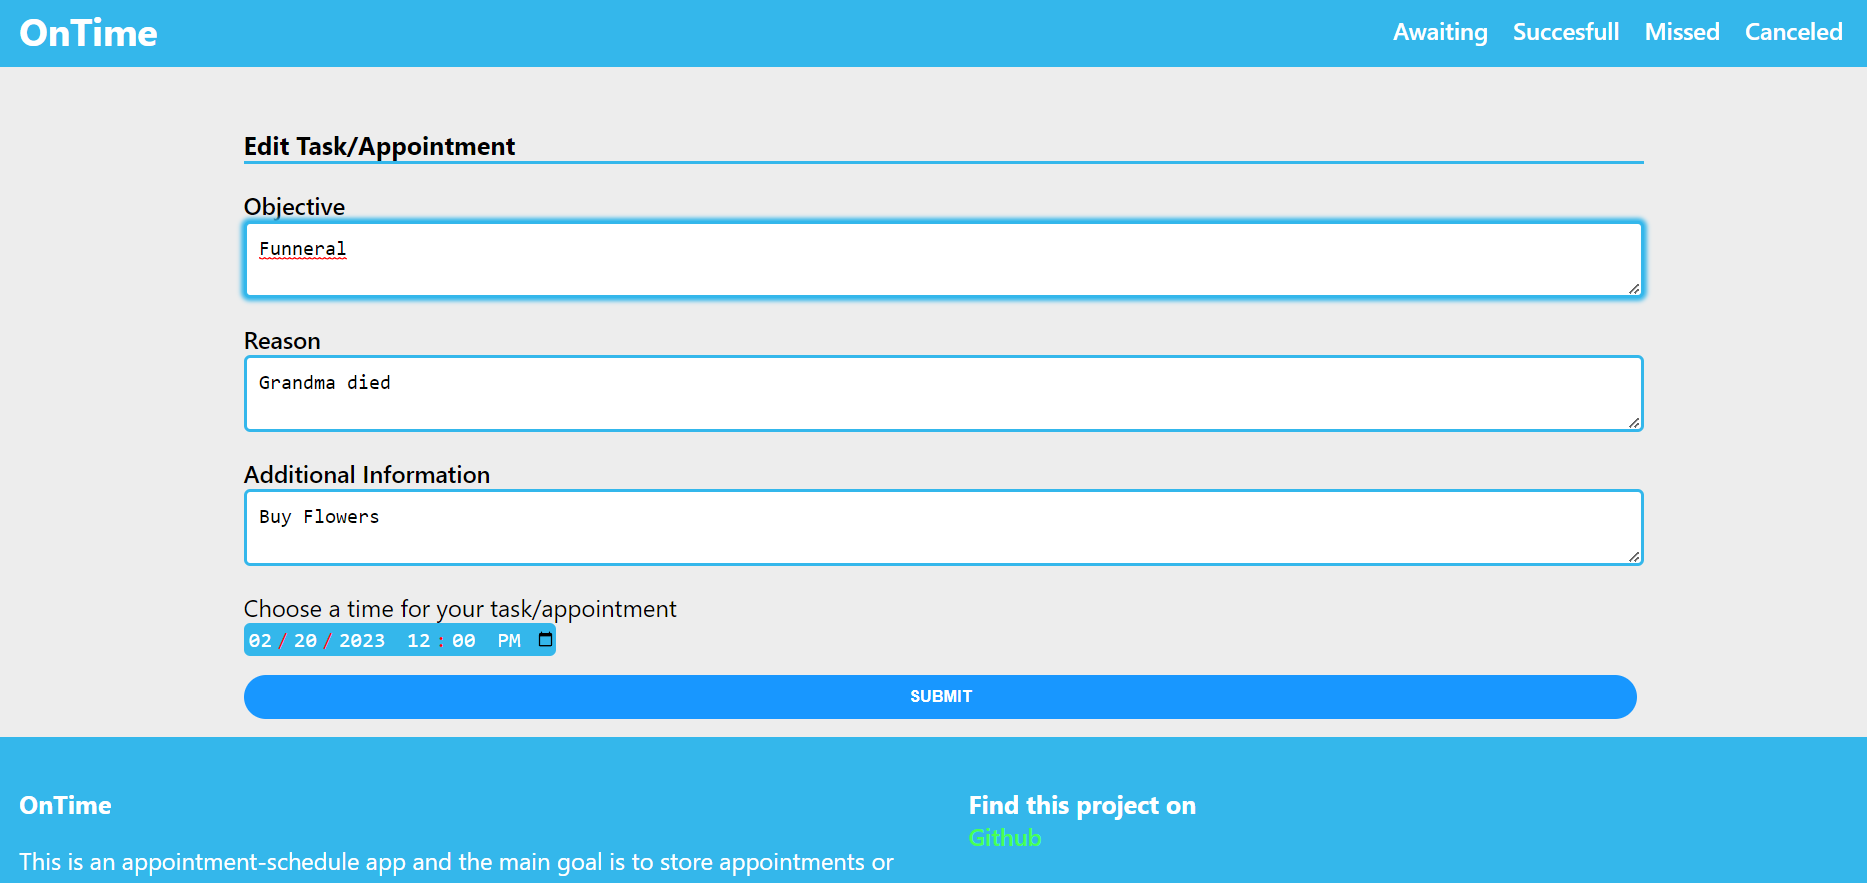 OnTime
Awaiting Succesfull Missed Canceled
Edit Task/Appointment
Objective
Funneral
Reason
Grandma died
Additional Information
Buy Flowers
Choose a time for your task/appointment
02/20/2023 12:00 PM
SUBMIT
OnTime
Find this project on
Github
This is an appointment-schedule app and the main goal is to store appointments or